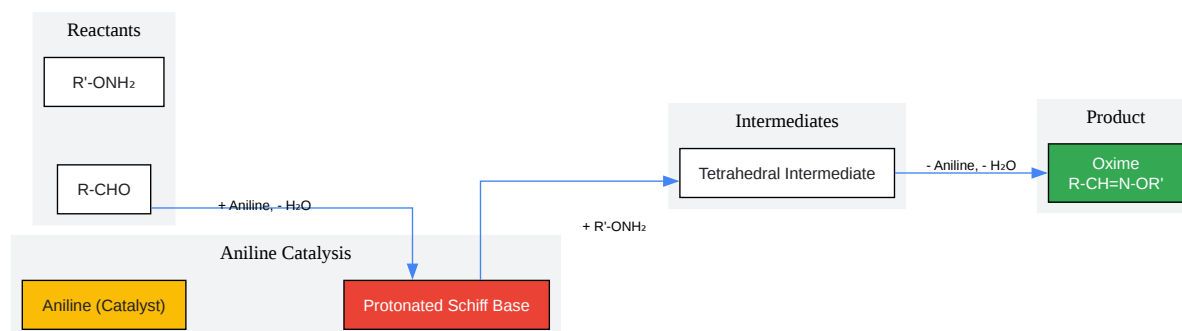 Reactants
R'-ONH₂
R-CHO
+ Aniline, - H₂O
Aniline Catalysis
Aniline (Catalyst)
Protonated Schiff Base
+ R'-ONH₂
Intermediates
Tetrahedral Intermediate
- Aniline, - H₂O
Product
Oxime
R-CH=N-OR'